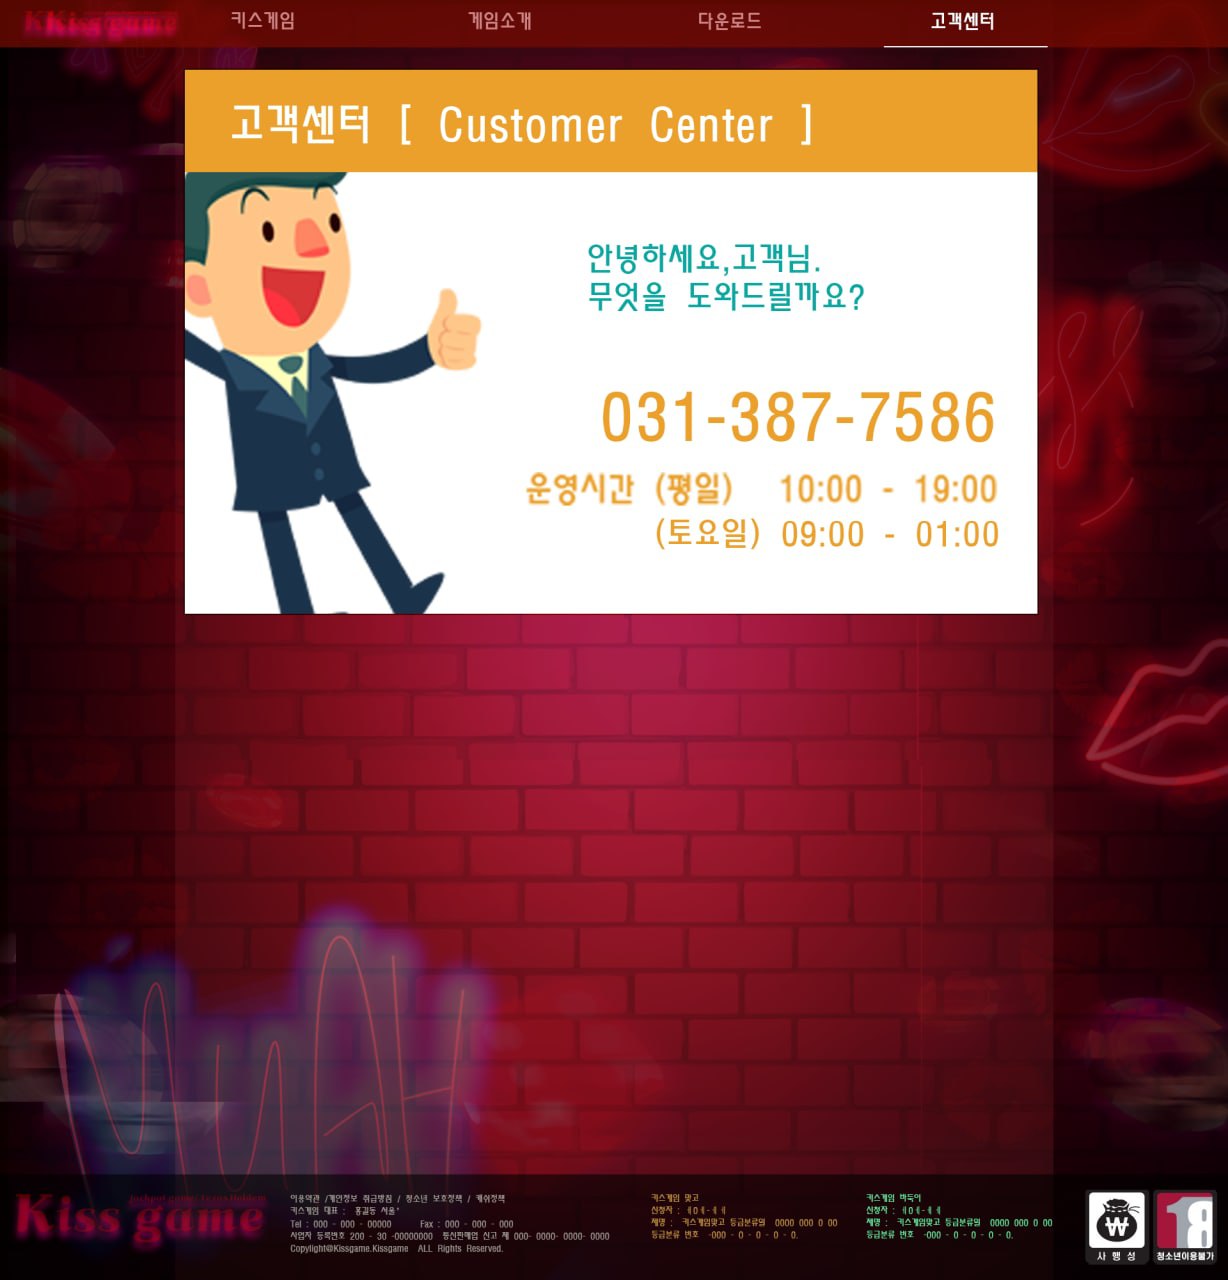 Kiss game
키스게임
게임소개
다운로드
고객센터
고객센터 [ Customer Center ]
안녕하세요,고객님.
무엇을 도와드릴까요?
031-387-7586
운영시간 (평일) 10:00 - 19:00
(토요일) 09:00 - 01:00
MuAH
Kiss game
이용약관 /개인정보 취급방침 / 청소년 보호정책 / 캐쉬정책
키스게임 대표 : 홍길동 서울*
Tel : 000 - 000 - 00000 Fax : 000 - 000 - 000
사업자 등록번호 200 - 30 -00000000 통신판매업 신고 제 000- 0000- 0000- 0000
Copylight@Kissgame.Kissgame ALL Rights Reserved.
키스게임 맞고
신청자 :
제명 : 키스게임맞고 등급분류일 0000 000 0 00
등급분류 번호 -000 - 0 - 0 - 0 - 0.
키스게임 바둑이
신청자 :
제명 : 키스게임맞고 등급분류일 0000 000 0 00
등급분류 번호 -000 - 0 - 0 - 0 - 0.
₩
사 행 성
18
청소년이용불가